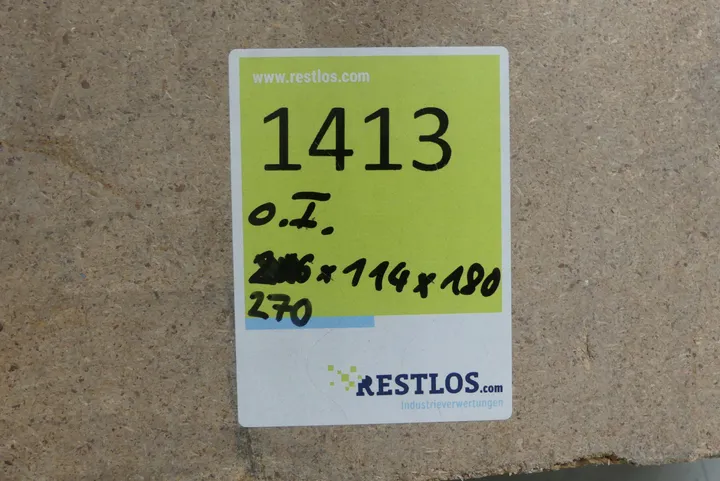 www.restlos.com
1413
O.I.
x 114 x 180
270
RESTLOS.com
Industrieverwertungen